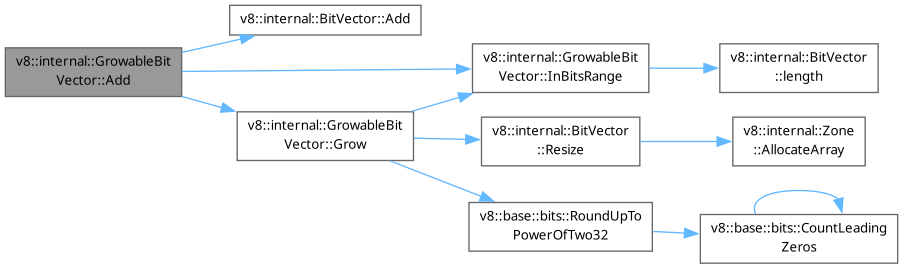 v8::internal::BitVector::Add
v8::internal::GrowableBit
Vector::Add
v8::internal::GrowableBit
Vector::InBitsRange
v8::internal::BitVector
::length
v8::internal::GrowableBit
Vector::Grow
v8::internal::BitVector
::Resize
v8::internal::Zone
::AllocateArray
v8::base::bits::RoundUpTo
PowerOfTwo32
v8::base::bits::CountLeading
Zeros